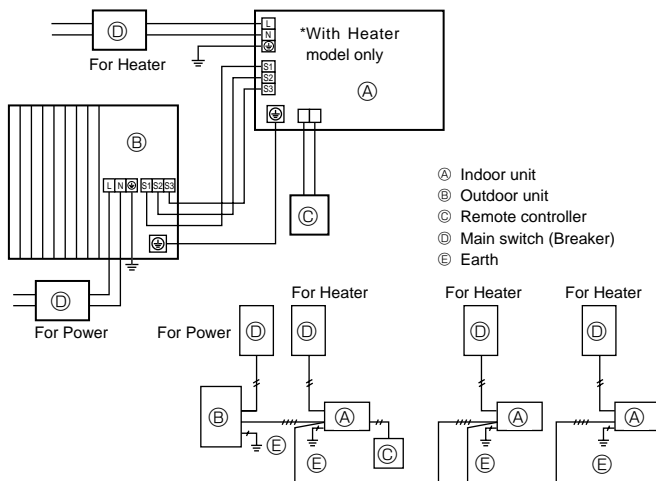 Ⓓ
For Heater
L
N
S1
S2
S3
*With Heater
model only
Ⓐ
Ⓑ
L N S1 S2 S3
Ⓒ
Ⓓ
For Power
Ⓐ Indoor unit
Ⓑ Outdoor unit
Ⓒ Remote controller
Ⓓ Main switch (Breaker)
Ⓔ Earth
For Heater For Heater For Heater
For Power Ⓓ Ⓓ Ⓓ Ⓓ
Ⓑ Ⓐ Ⓐ Ⓐ
Ⓔ Ⓒ
Ⓔ Ⓔ Ⓔ